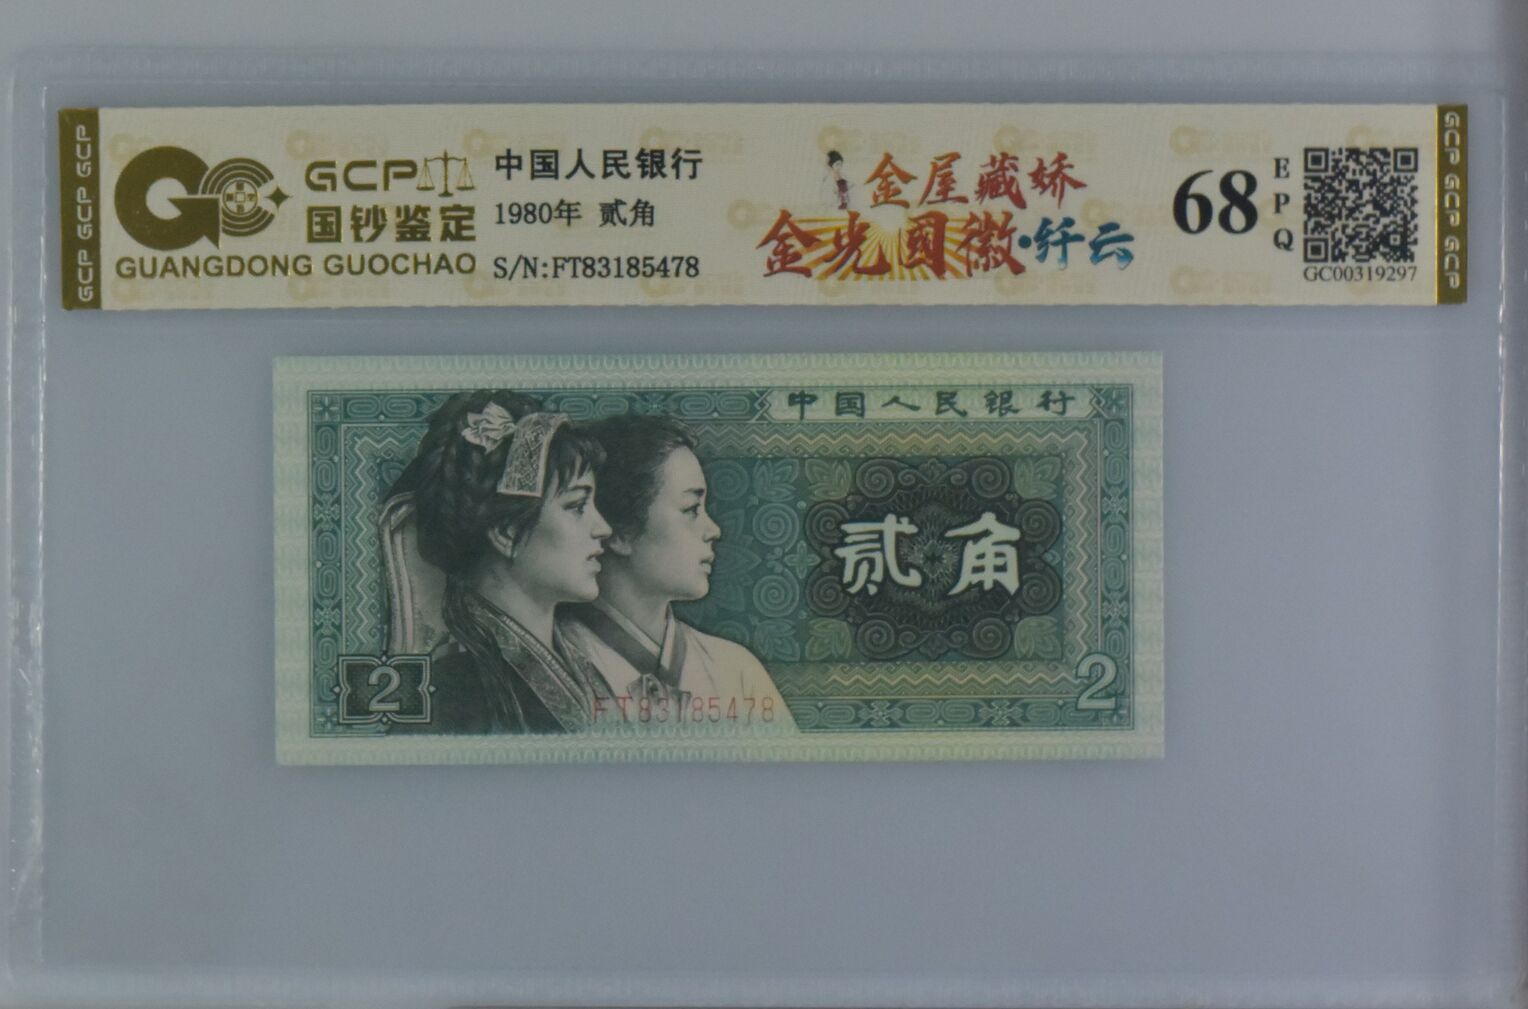 GCP GCP GCP
GCP
国钞鉴定
GUANGDONG GUOCHAO
中国人民银行
1980年 贰角
S/N:FT83185478
金屋藏娇
金光國徽·纤云
68
EPQ
GC00319297
GCP GCP GCP
中国人民银行
贰角
2
2
FT83185478